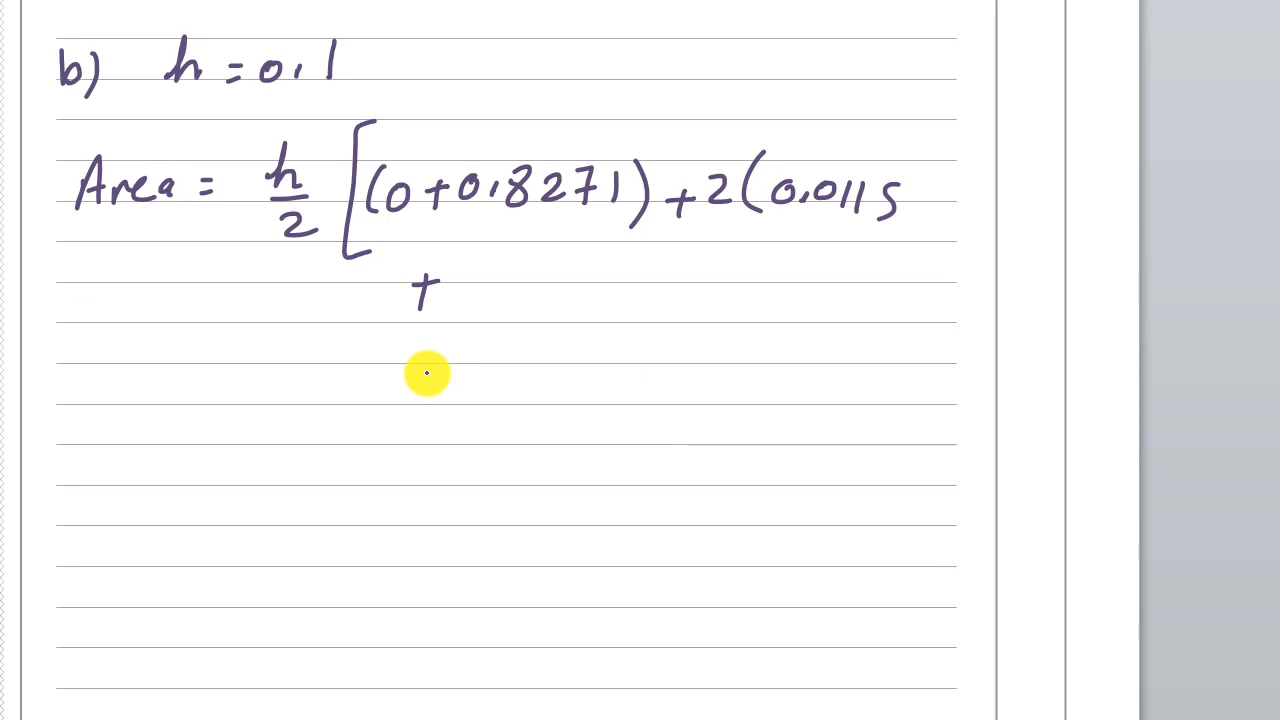 b) h = 0.1
Area = h/2 [(0+0.8271)+2(0.0115
+